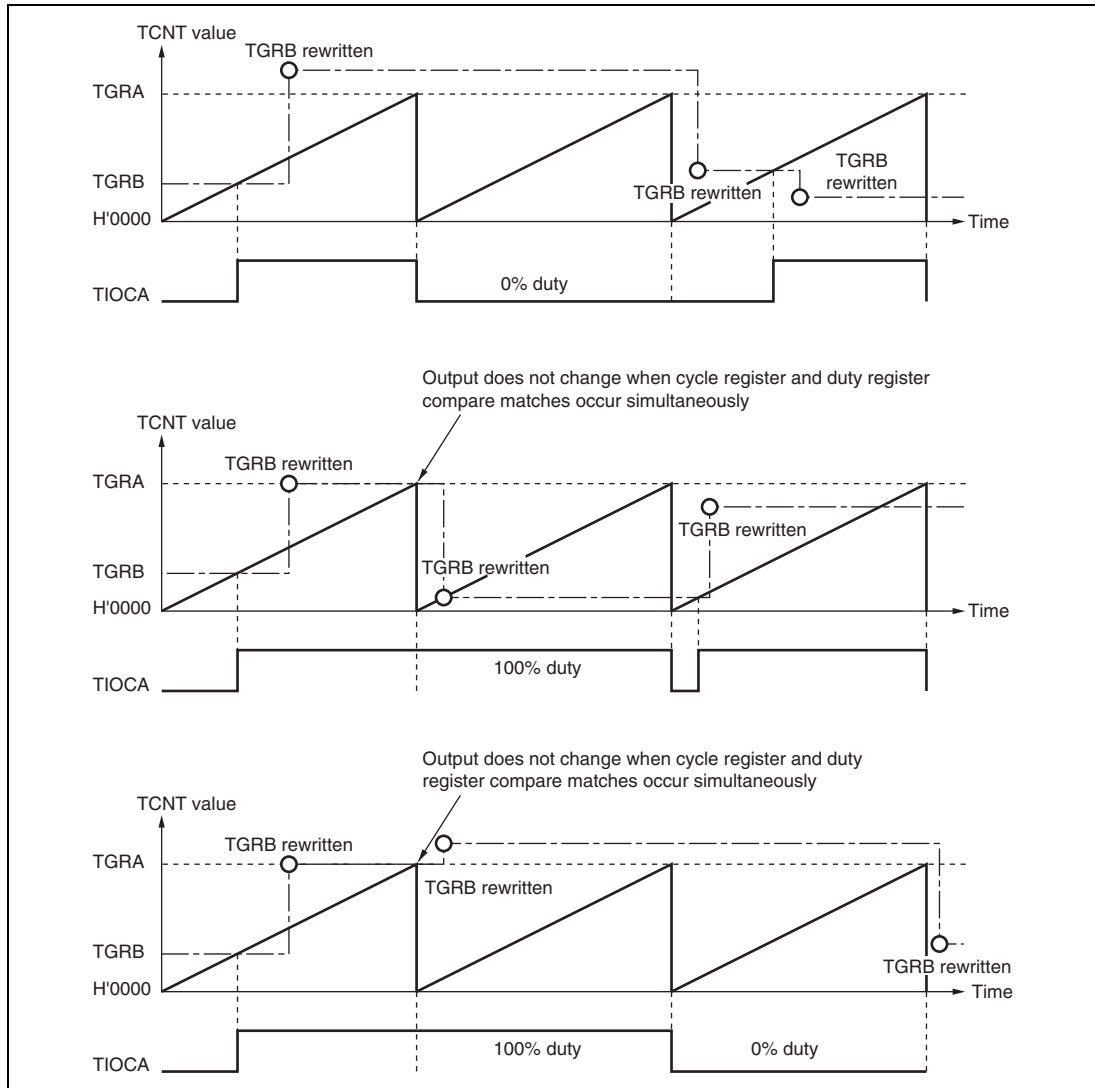 TCNT value
TGRB rewritten
TGRA
TGRB
rewritten
TGRB
TGRB rewritten
H'0000
Time
0% duty
TIOCA
Output does not change when cycle register and duty register
compare matches occur simultaneously
TCNT value
TGRB rewritten
TGRA
TGRB rewritten
TGRB
TGRB rewritten
H'0000
Time
100% duty
TIOCA
Output does not change when cycle register and duty
register compare matches occur simultaneously
TCNT value
TGRB rewritten
TGRA
TGRB rewritten
TGRB
TGRB rewritten
H'0000
Time
100% duty
0% duty
TIOCA